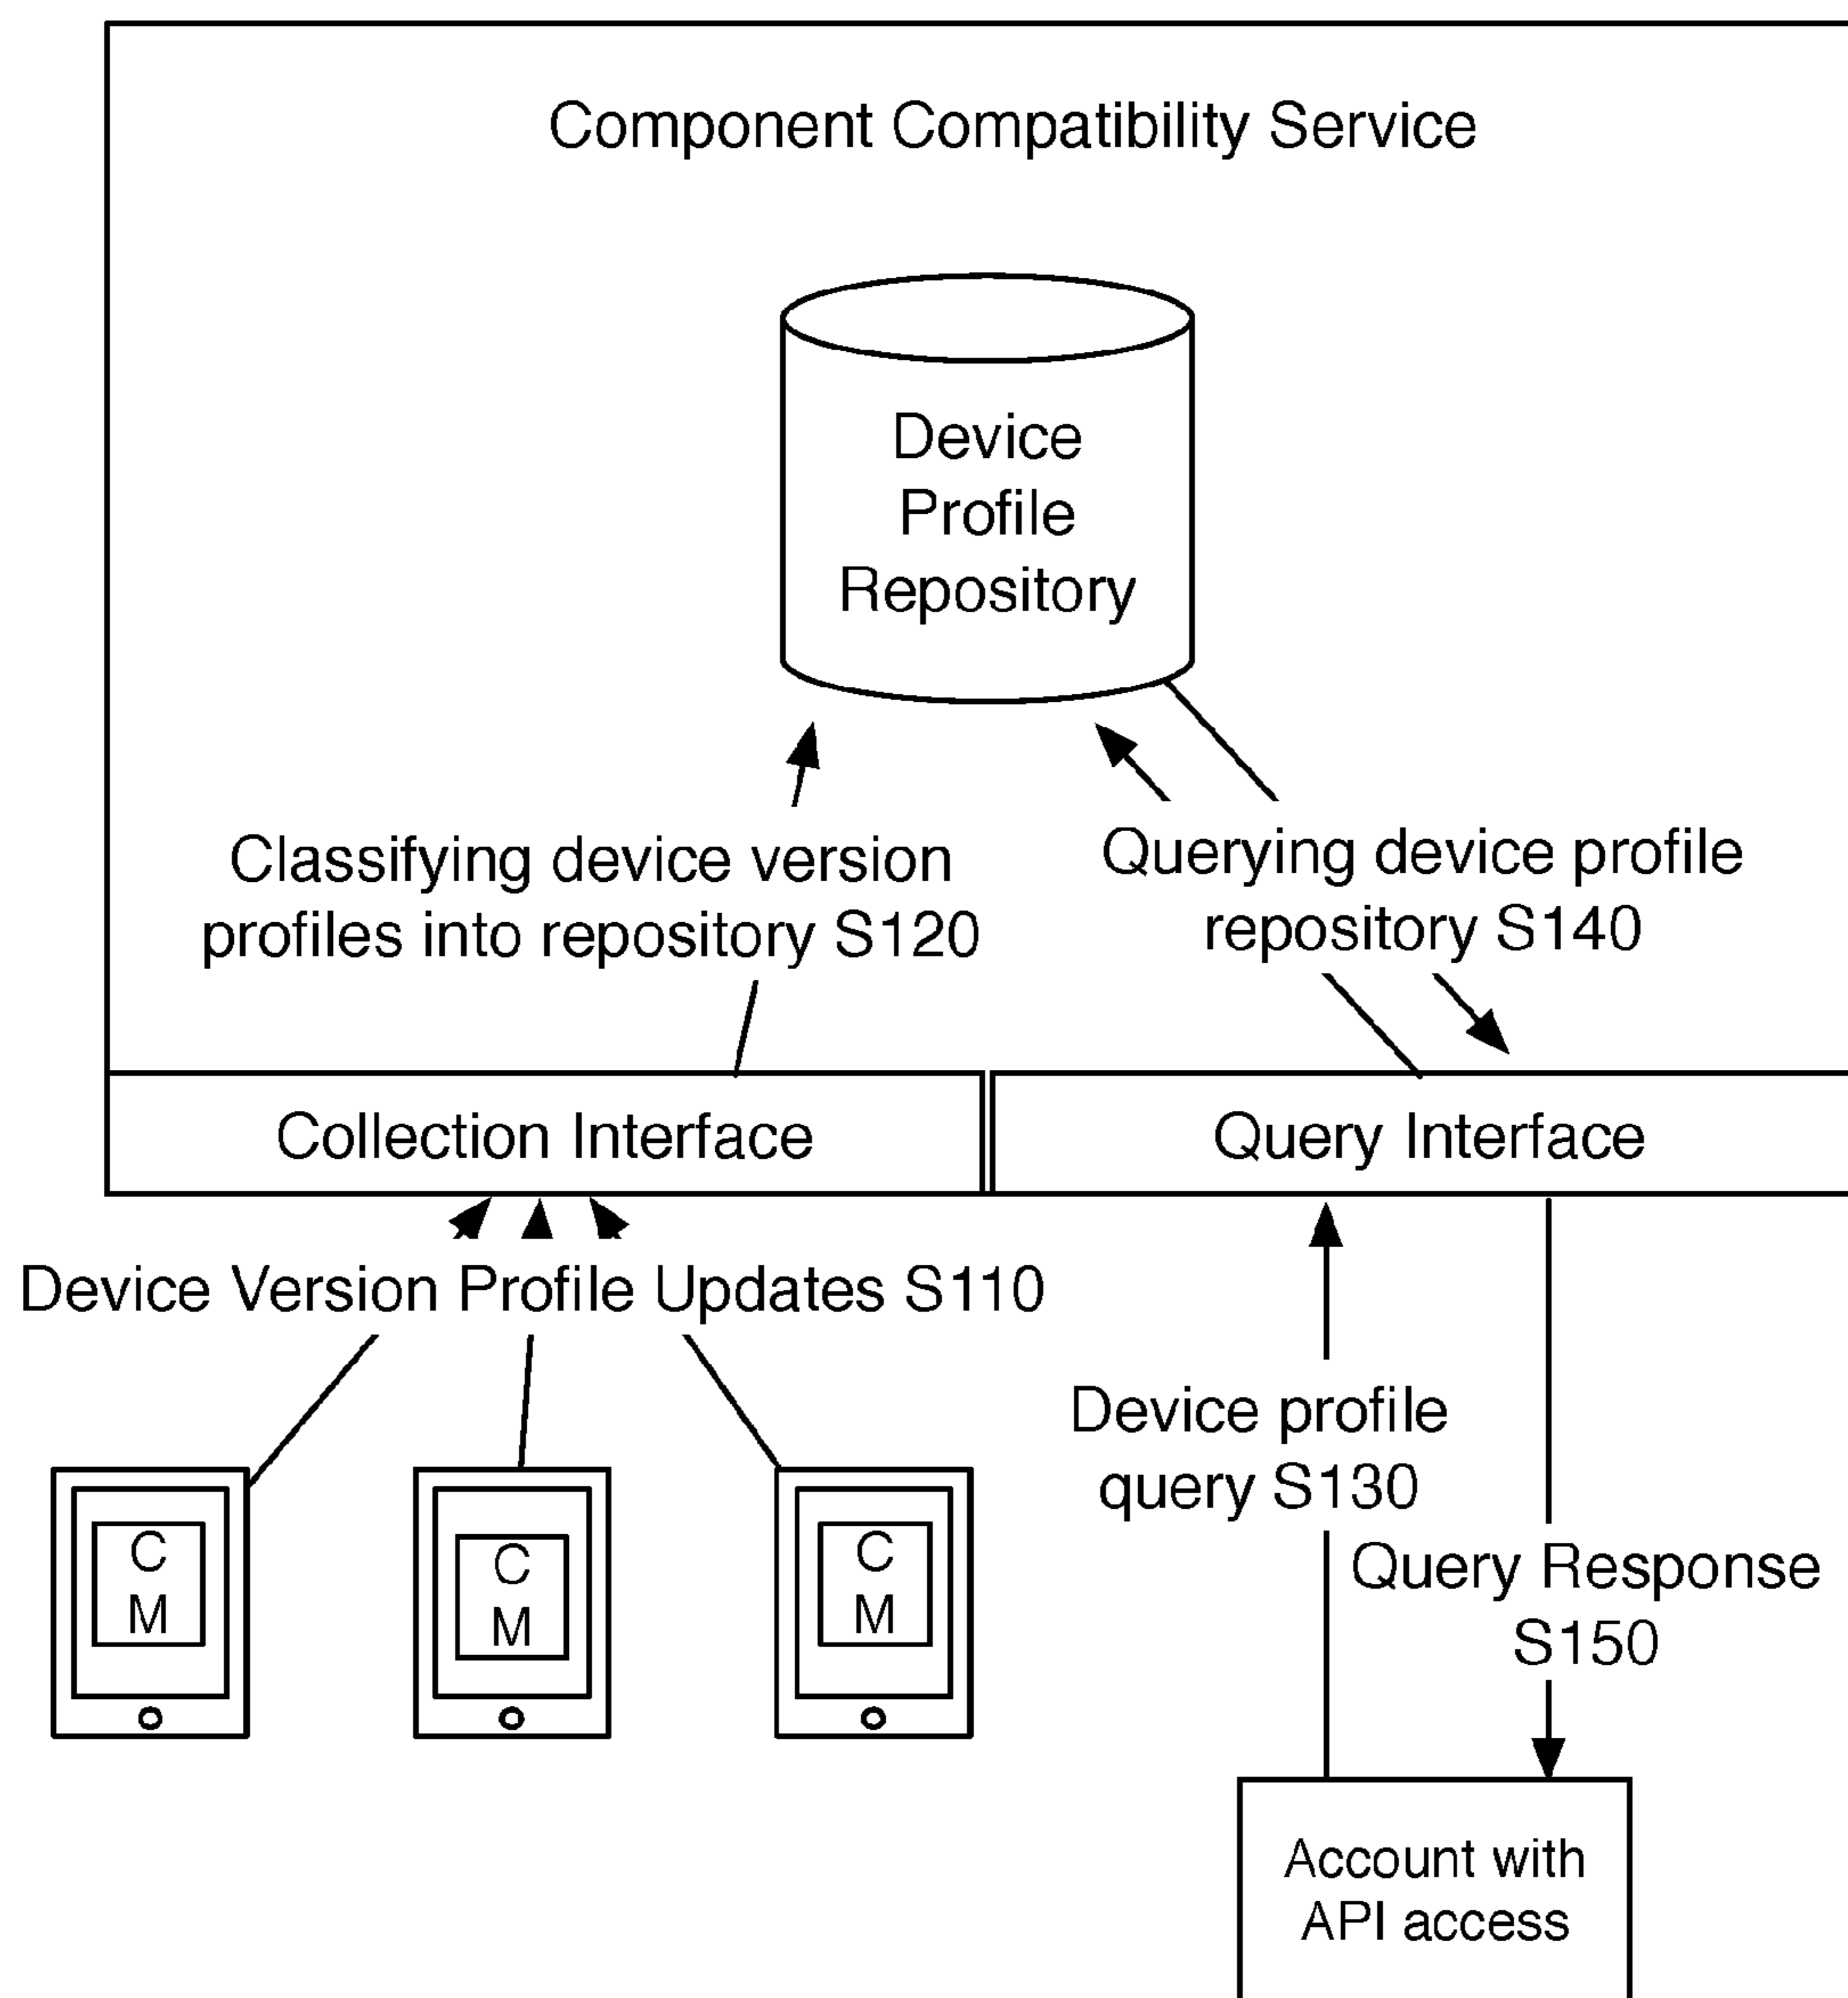 Component Compatibility Service
Device
Profile
Repository
Classifying device version
profiles into repository S120
Querying device profile
repository S140
Collection Interface
Query Interface
Device Version Profile Updates S110
Device profile
query S130
Query Response
S150
C
M
C
M
C
M
Account with
API access